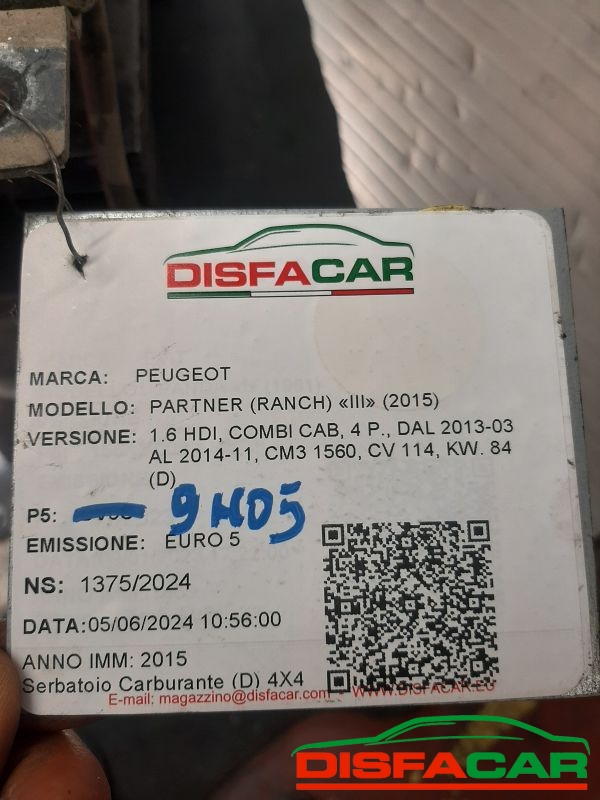 DISFACAR
MARCA: PEUGEOT
MODELLO: PARTNER (RANCH) «III» (2015)
VERSIONE: 1.6 HDI, COMBI CAB, 4 P., DAL 2013-03
AL 2014-11, CM3 1560, CV 114, KW. 84
(D)
P5: 9H05
EMISSIONE: EURO 5
NS: 1375/2024
DATA:05/06/2024 10:56:00
ANNO IMM: 2015
Serbatoio Carburante (D) 4X4
E-mail: magazzino@disfacar.com - WWW.DISFACAR.EU
DISFACAR